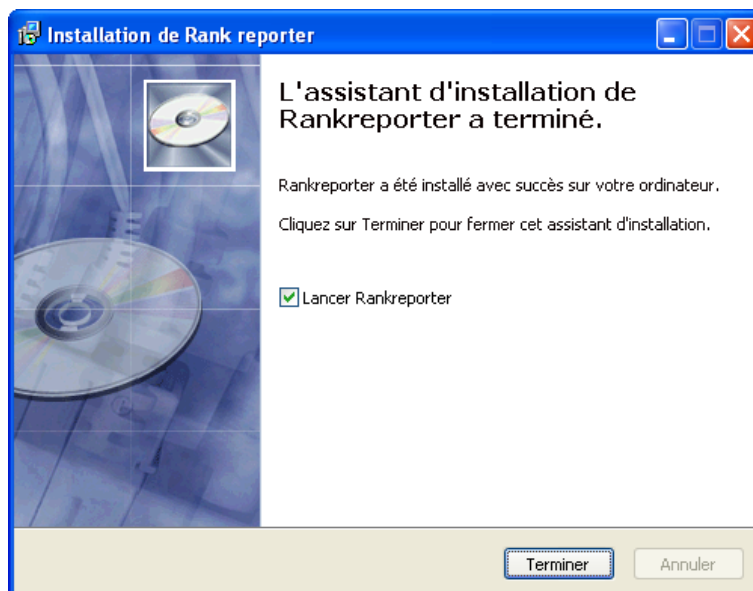 Installation de Rank reporter
L'assistant d'installation de
Rankreporter a terminé.
Rankreporter a été installé avec succès sur votre ordinateur.
Cliquez sur Terminer pour fermer cet assistant d'installation.
Lancer Rankreporter
Terminer
Annuler